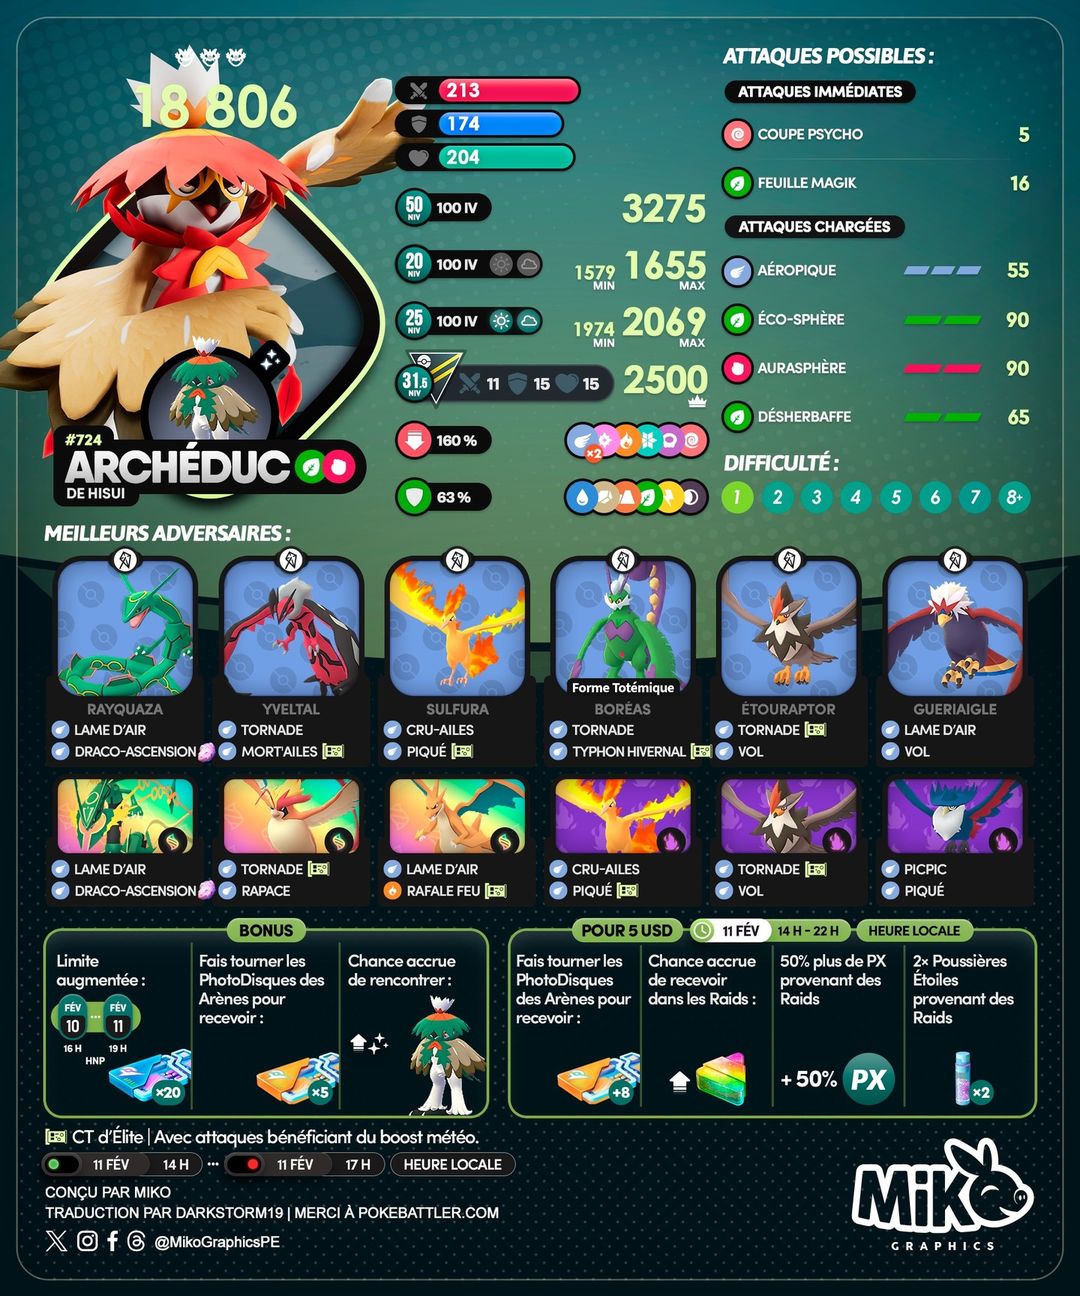 18 806
213
174
204
50 NIV 100 IV 3275
20 NIV 100 IV 1579 MIN 1655 MAX
25 NIV 100 IV 1974 MIN 2069 MAX
31.5 NIV 11 15 15 2500
160 % ×2
63 %
#724
ARCHÉDUC
DE HISUI
ATTAQUES POSSIBLES :
ATTAQUES IMMÉDIATES
COUPE PSYCHO 5
FEUILLE MAGIK 16
ATTAQUES CHARGÉES
AÉROPIQUE 55
ÉCO-SPHÈRE 90
AURASPHÈRE 90
DÉSHERBAFFE 65
DIFFICULTÉ :
1 2 3 4 5 6 7 8+
MEILLEURS ADVERSAIRES :
RAYQUAZA
LAME D'AIR
DRACO-ASCENSION
YVELTAL
TORNADE
MORT'AILES
SULFURA
CRU-AILES
PIQUÉ
Forme Totémique
BORÉAS
TORNADE
TYPHON HIVERNAL
ÉTOURAPTOR
TORNADE
VOL
GUERIAIGLE
LAME D'AIR
VOL
LAME D'AIR
DRACO-ASCENSION
TORNADE
RAPACE
LAME D'AIR
RAFALE FEU
CRU-AILES
PIQUÉ
TORNADE
VOL
PICPIC
PIQUÉ
BONUS
Limite
augmentée :
FÉV 10 ... FÉV 11
16 H 19 H
HNP
×20
Fais tourner les
PhotoDisques des
Arènes pour
recevoir :
×5
Chance accrue
de rencontrer :
POUR 5 USD 11 FÉV 14 H - 22 H HEURE LOCALE
Fais tourner les
PhotoDisques
des Arènes pour
recevoir :
+8
Chance accrue
de recevoir
dans les Raids :
50% plus de PX
provenant des
Raids
+ 50% PX
2× Poussières
Étoiles
provenant des
Raids
×2
CT d'Élite | Avec attaques bénéficiant du boost météo.
11 FÉV 14 H ... 11 FÉV 17 H HEURE LOCALE
CONÇU PAR MIKO
TRADUCTION PAR DARKSTORM19 | MERCI À POKEBATTLER.COM
@MikoGraphicsPE
MiKO
GRAPHICS